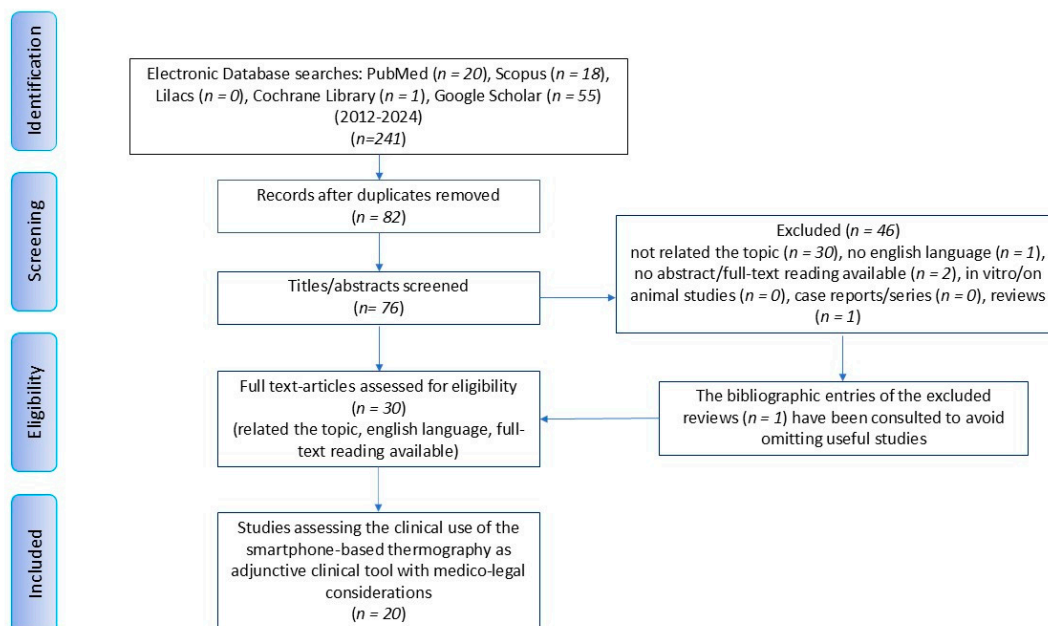 Identification
Electronic Database searches: PubMed (n = 20), Scopus (n = 18),
Lilacs (n = 0), Cochrane Library (n = 1), Google Scholar (n = 55)
(2012-2024)
(n=241)
Screening
Records after duplicates removed
(n = 82)
Titles/abstracts screened
(n= 76)
Excluded (n = 46)
not related the topic (n = 30), no english language (n = 1),
no abstract/full-text reading available (n = 2), in vitro/on
animal studies (n = 0), case reports/series (n = 0), reviews
(n = 1)
Eligibility
Full text-articles assessed for eligibility
(n = 30)
(related the topic, english language, full-
text reading available)
The bibliographic entries of the excluded
reviews (n = 1) have been consulted to avoid
omitting useful studies
Included
Studies assessing the clinical use of the
smartphone-based thermography as
adjunctive clinical tool with medico-legal
considerations
(n = 20)